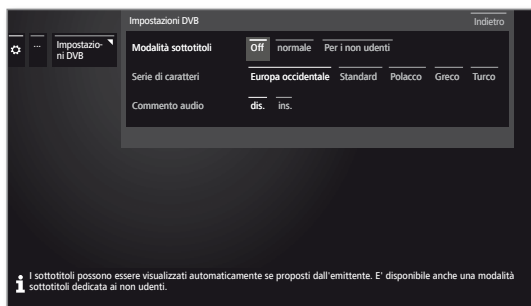 Impostazioni DVB
Indietro
...
Impostazio-
ni DVB
Modalità sottotitoli
Off
normale
Per i non udenti
Serie di caratteri
Europa occidentale
Standard
Polacco
Greco
Turco
Commento audio
dis.
ins.
I sottotitoli possono essere visualizzati automaticamente se proposti dall'emittente. E' disponibile anche una modalità
sottotitoli dedicata ai non udenti.